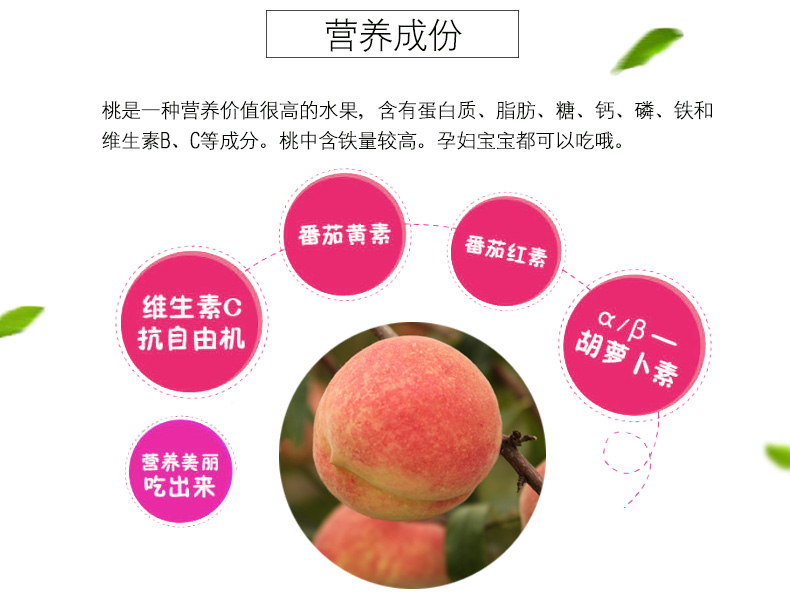 营养成份
桃是一种营养价值很高的水果，含有蛋白质、脂肪、糖、钙、磷、铁和
维生素B、C等成分。桃中含铁量较高。孕妇宝宝都可以吃哦。
番茄黄素
番茄红素
维生素C
抗自由机
α/β一
胡萝卜素
营养美丽
吃出来